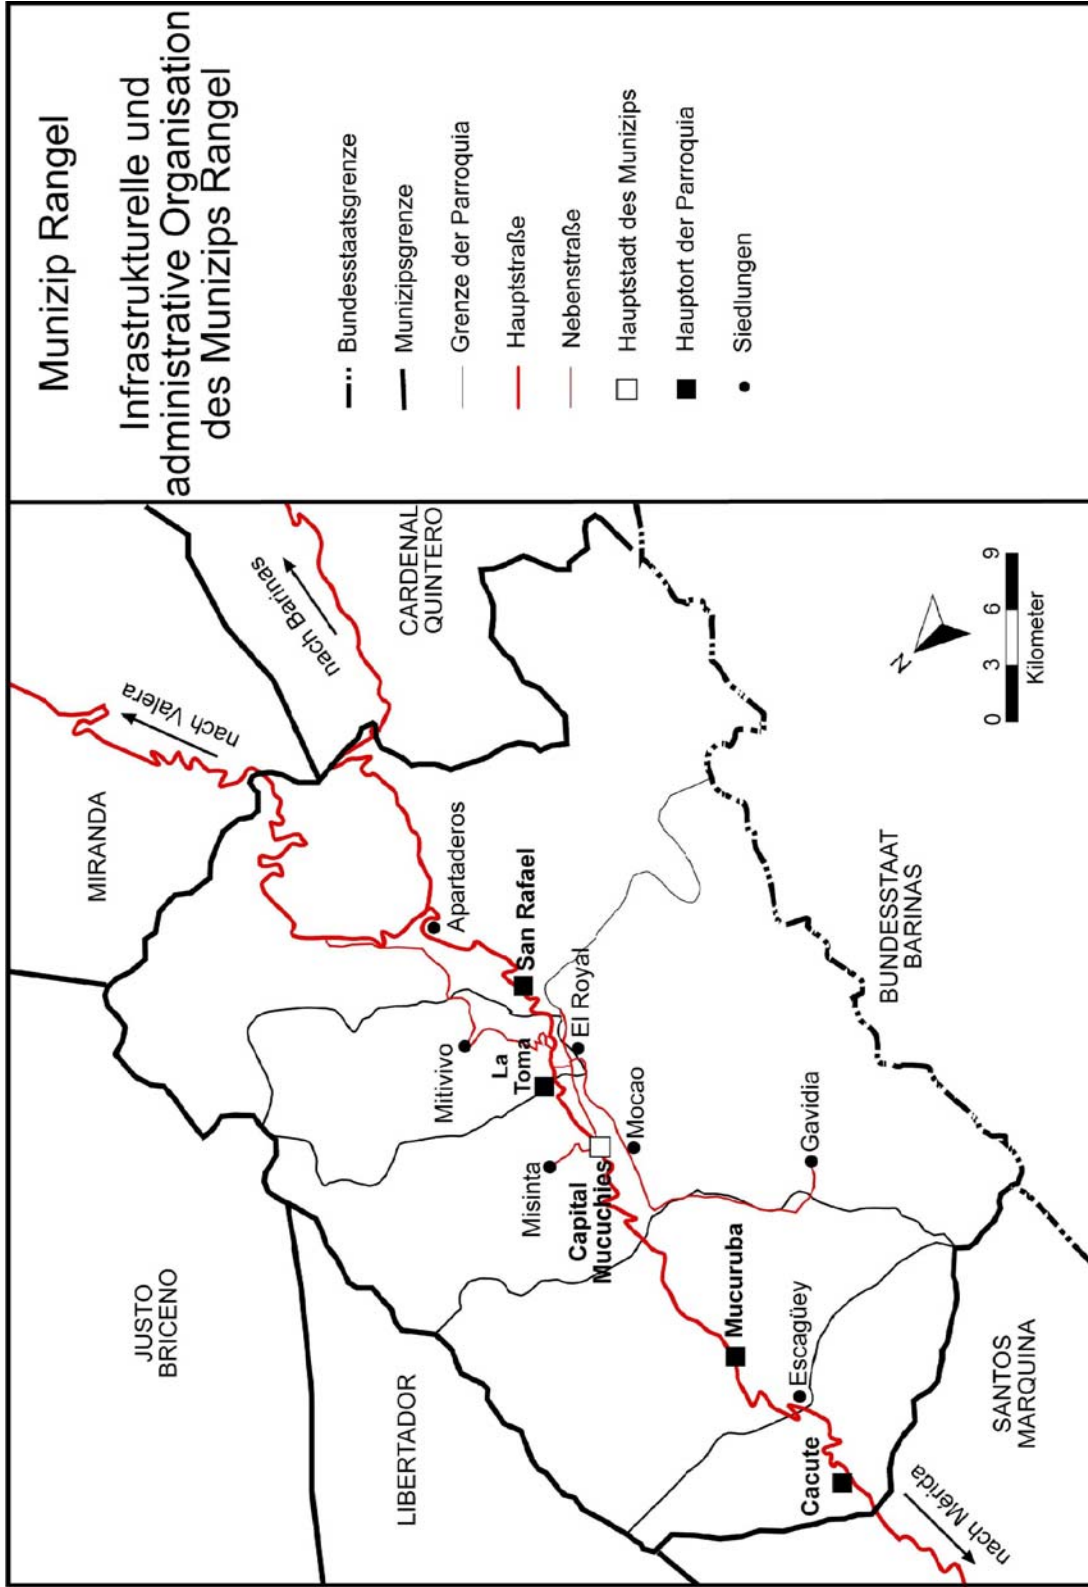 Munizip Rangel
Infrastrukturelle und
administrative Organisation
des Munizips Rangel
Bundesstaatsgrenze
Munizipsgrenze
Grenze der Parroquia
Hauptstraße
Nebenstraße
Hauptstadt des Munizips
Hauptort der Parroquia
Siedlungen
JUSTO
BRICENO
MIRANDA
nach Valera
nach Barinas
CARDENAL
QUINTERO
LIBERTADOR
Apartaderos
San Rafael
Mitivivo
La
Toma
El Royal
Misinta
Capital
Mucuchies
Mocao
Gavidia
Mucuruba
Escagüey
Cacute
nach Mérida
SANTOS
MARQUINA
BUNDESSTAAT
BARINAS
N
0 3 6 9
Kilometer